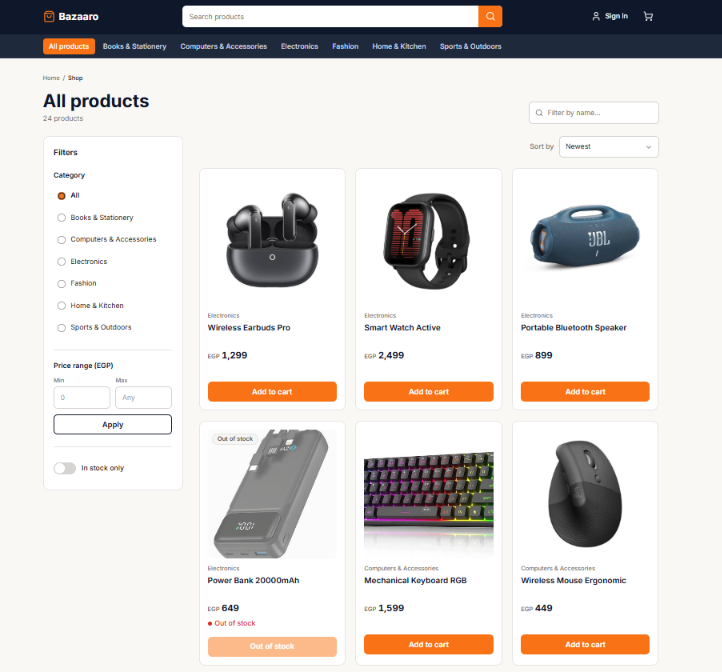 Bazaaro
Search products
Sign in
All products
Books & Stationery
Computers & Accessories
Electronics
Fashion
Home & Kitchen
Sports & Outdoors
Home / Shop
All products
24 products
Filter by name...
Sort by
Newest
Filters
Category
All
Books & Stationery
Computers & Accessories
Electronics
Fashion
Home & Kitchen
Sports & Outdoors
Price range (EGP)
Min
Max
0
Any
Apply
In stock only
Electronics
Wireless Earbuds Pro
EGP 1,299
Add to cart
Electronics
Smart Watch Active
EGP 2,499
Add to cart
JBL
Electronics
Portable Bluetooth Speaker
EGP 899
Add to cart
Out of stock
Electronics
Power Bank 20000mAh
EGP 649
Out of stock
Out of stock
Computers & Accessories
Mechanical Keyboard RGB
EGP 1,599
Add to cart
Computers & Accessories
Wireless Mouse Ergonomic
EGP 449
Add to cart